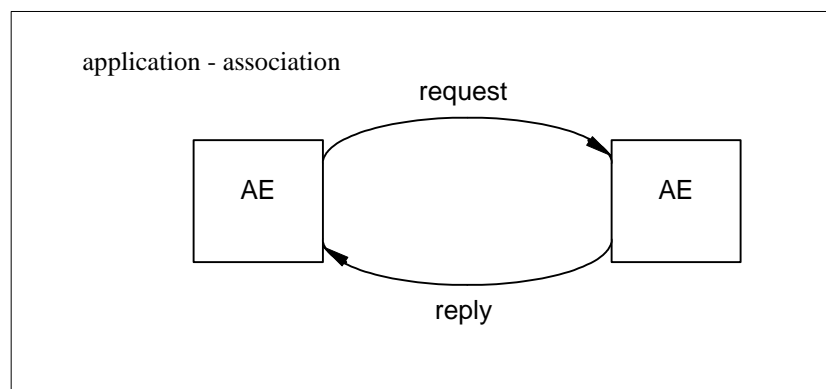 application - association
request
AE
AE
reply